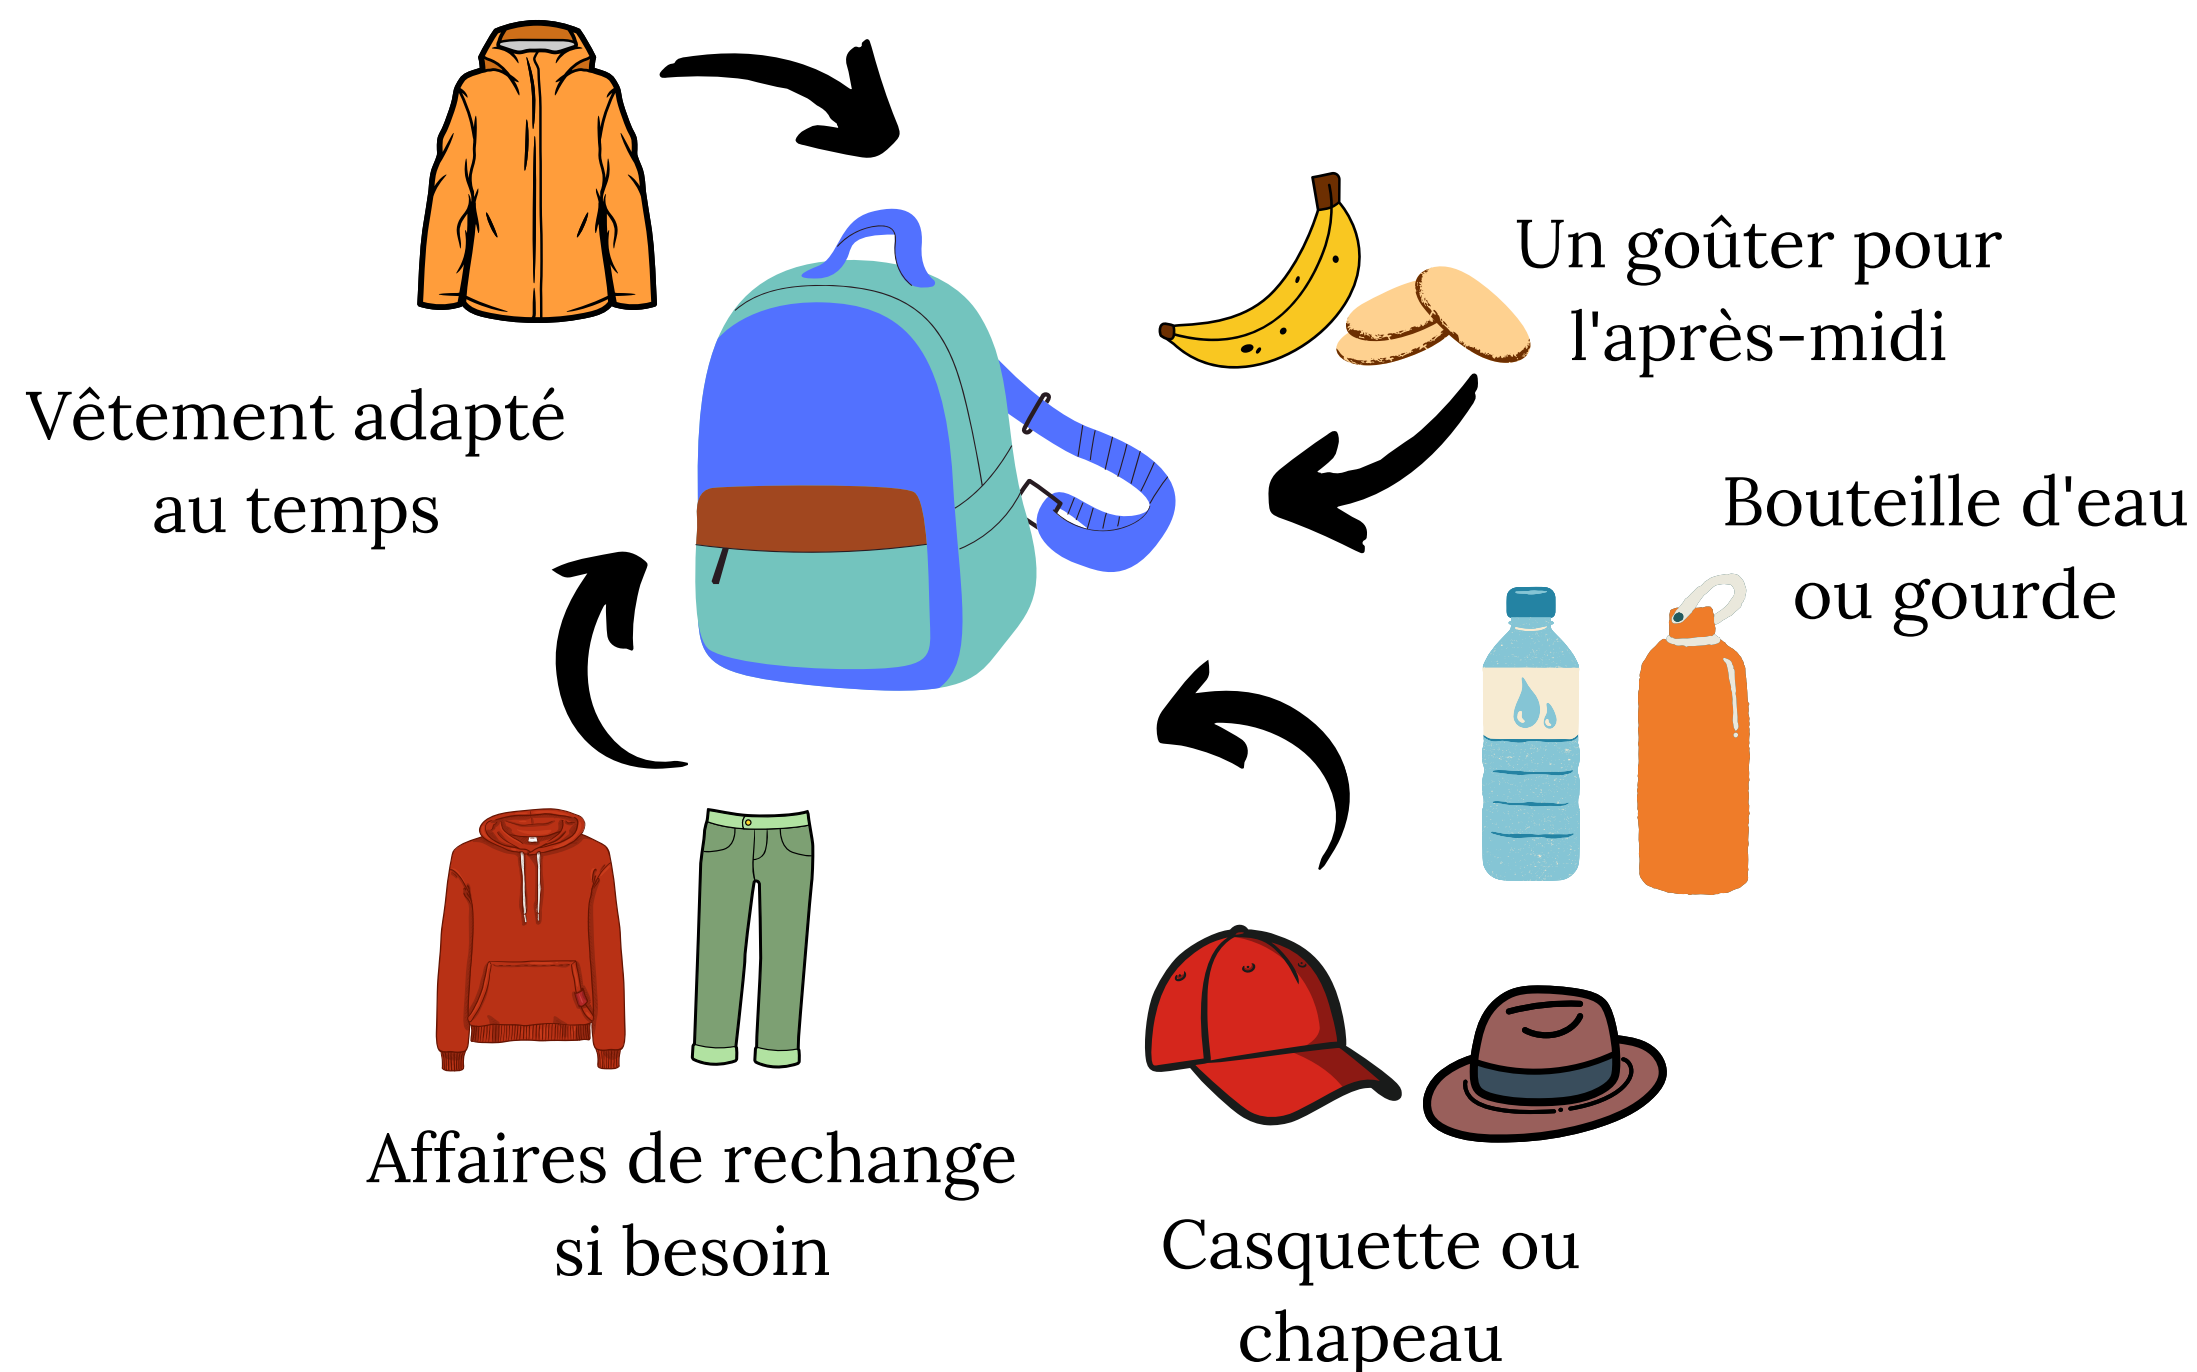 Un goûter pour
l'après-midi
Vêtement adapté
au temps
Bouteille d'eau
ou gourde
Affaires de rechange
si besoin
Casquette ou
chapeau